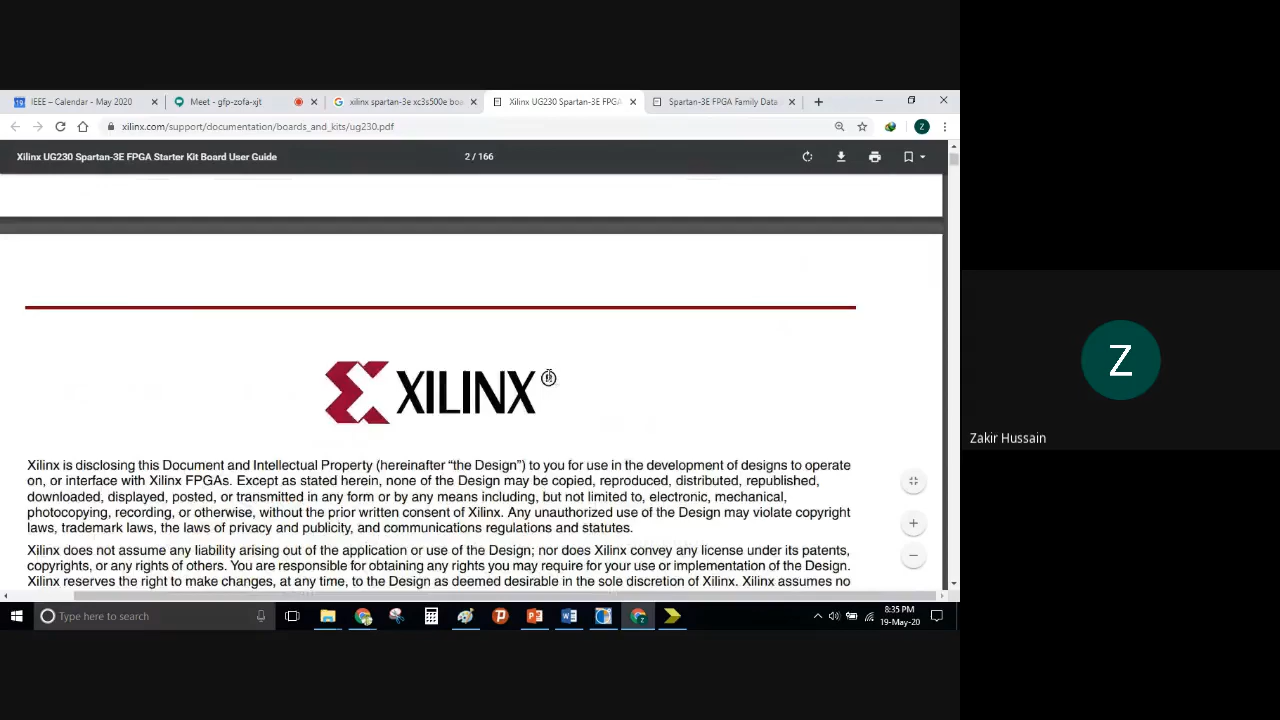 IEEE – Calendar - May 2020
Meet - gfp-zofa-xjt
xilinx spartan-3e xc3s500e boa
Xilinx UG230 Spartan-3E FPGA
Spartan-3E FPGA Family Data
xilinx.com/support/documentation/boards_and_kits/ug230.pdf
Z
Xilinx UG230 Spartan-3E FPGA Starter Kit Board User Guide
2 / 166
XILINX®
Xilinx is disclosing this Document and Intellectual Property (hereinafter “the Design”) to you for use in the development of designs to operate
on, or interface with Xilinx FPGAs. Except as stated herein, none of the Design may be copied, reproduced, distributed, republished,
downloaded, displayed, posted, or transmitted in any form or by any means including, but not limited to, electronic, mechanical,
photocopying, recording, or otherwise, without the prior written consent of Xilinx. Any unauthorized use of the Design may violate copyright
laws, trademark laws, the laws of privacy and publicity, and communications regulations and statutes.
Xilinx does not assume any liability arising out of the application or use of the Design; nor does Xilinx convey any license under its patents,
copyrights, or any rights of others. You are responsible for obtaining any rights you may require for your use or implementation of the Design.
Xilinx reserves the right to make changes, at any time, to the Design as deemed desirable in the sole discretion of Xilinx. Xilinx assumes no
Type here to search
8:35 PM
19-May-20
Z
Zakir Hussain